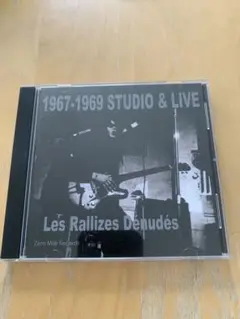 1967-1969 STUDIO & LIVE
Les Rallizes Dénudés